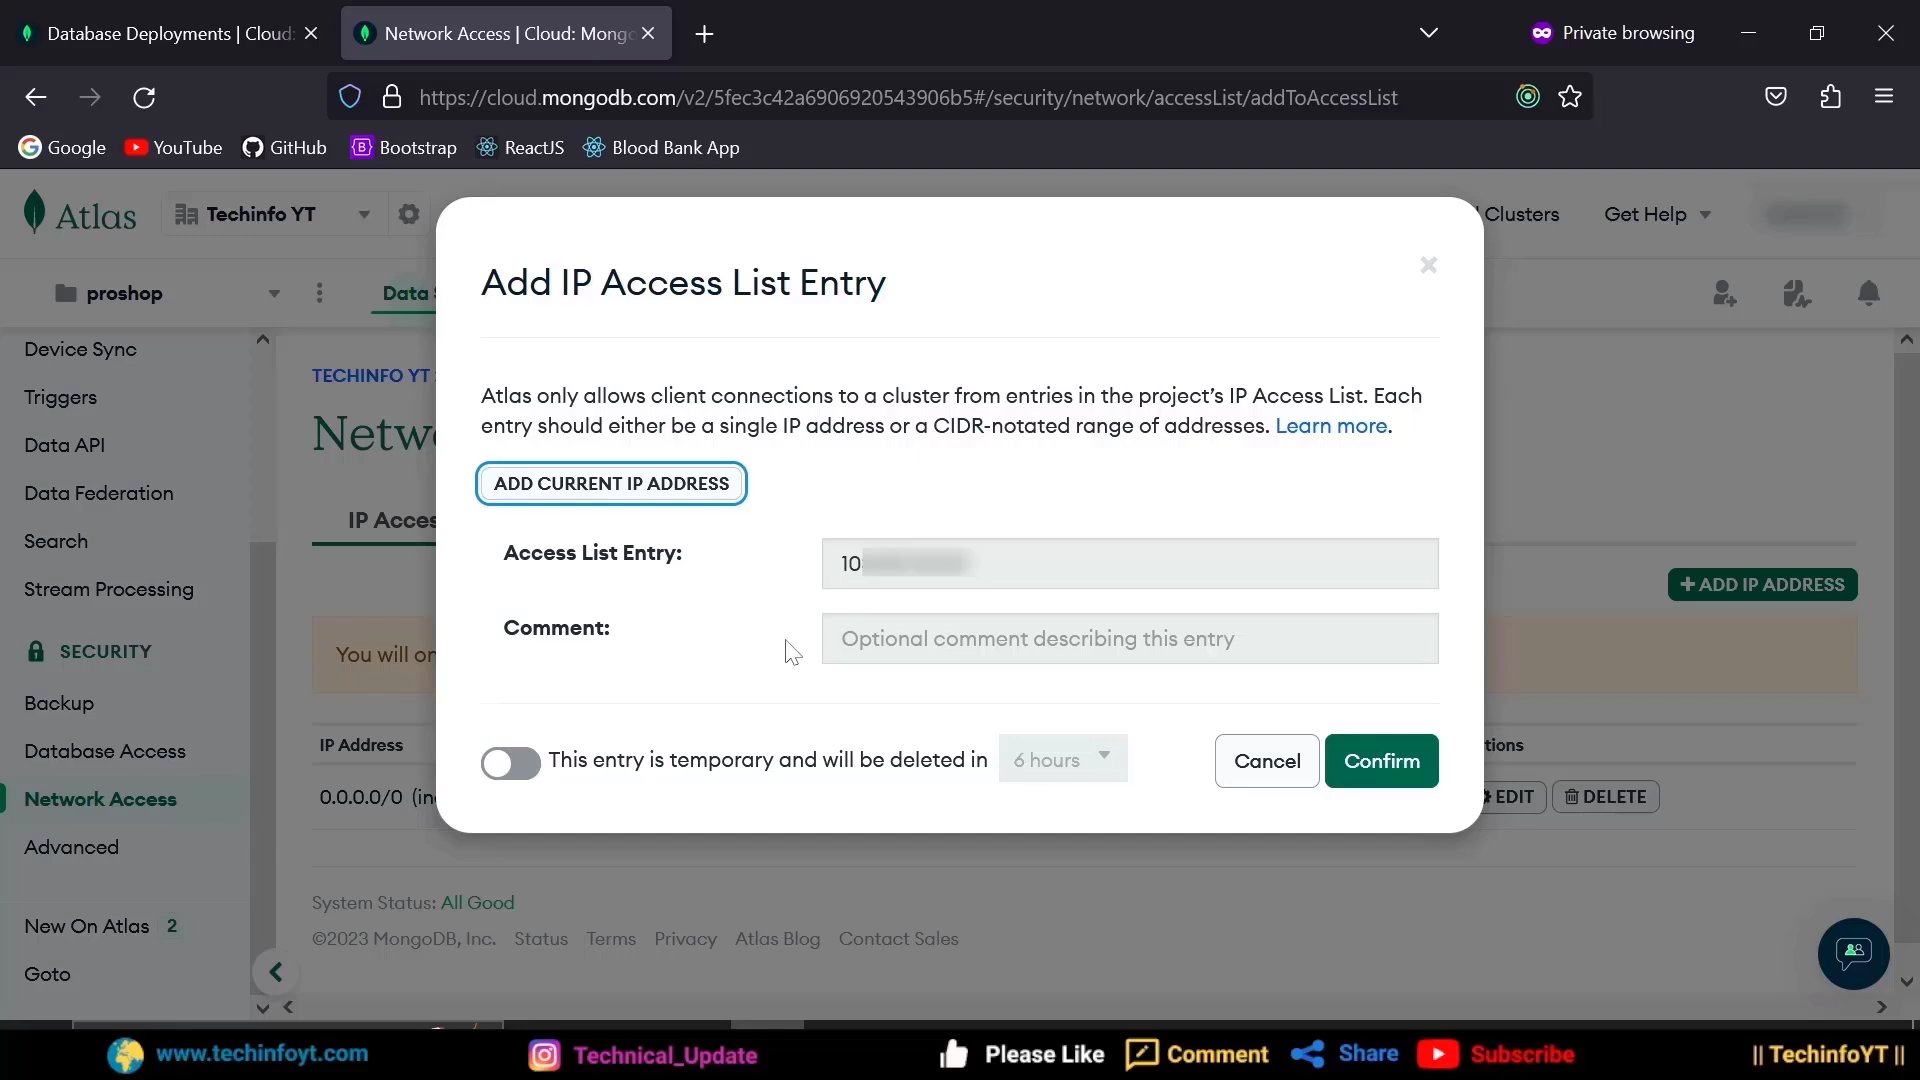 Database Deployments | Cloud:
Network Access | Cloud: Mong
Private browsing
https://cloud.mongodb.com/v2/5fec3c42a6906920543906b5#/security/network/accessList/addToAccessList
Google YouTube GitHub Bootstrap ReactJS Blood Bank App
Atlas
Techinfo YT
Clusters
Get Help
proshop
Data
Device Sync
Triggers
Data API
Data Federation
Search
Stream Processing
SECURITY
Backup
Database Access
Network Access
Advanced
New On Atlas 2
Goto
TECHINFO YT
Netwo
IP Acces
+ ADD IP ADDRESS
You will on
IP Address
tions
0.0.0.0/0 (in
EDIT
DELETE
Add IP Access List Entry
Atlas only allows client connections to a cluster from entries in the project’s IP Access List. Each
entry should either be a single IP address or a CIDR-notated range of addresses. Learn more.
ADD CURRENT IP ADDRESS
Access List Entry:
10
Comment:
Optional comment describing this entry
This entry is temporary and will be deleted in
6 hours
Cancel
Confirm
System Status: All Good
©2023 MongoDB, Inc. Status Terms Privacy Atlas Blog Contact Sales
www.techinfoyt.com
Technical_Update
Please Like
Comment
Share
Subscribe
|| TechinfoYT ||